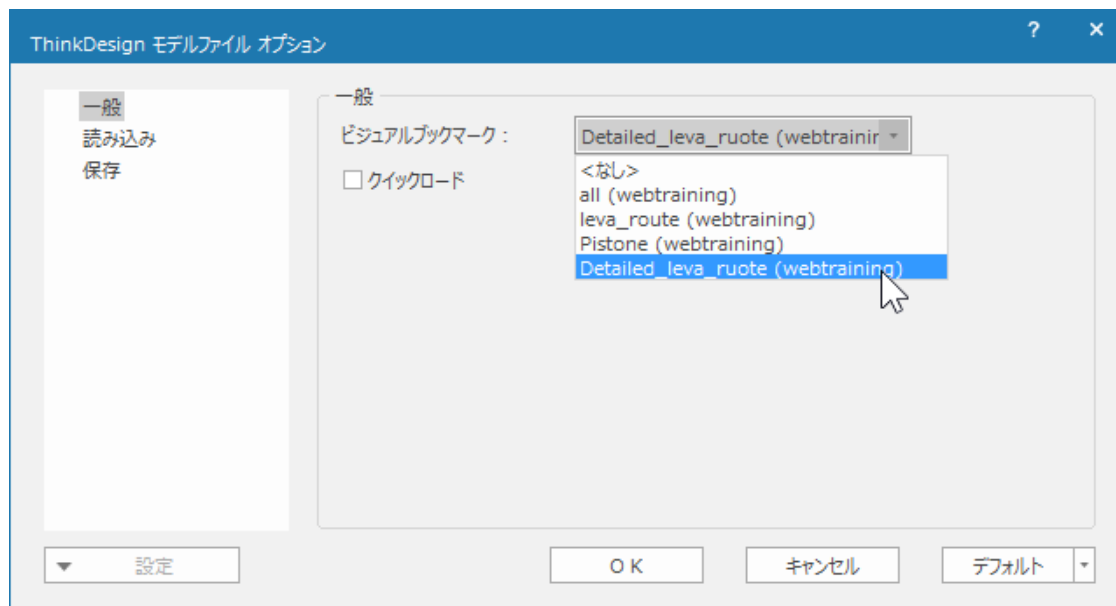 ThinkDesign モデルファイル オプション
?
×
一般
読み込み
保存
一般
ビジュアルブックマーク :
Detailed_leva_ruote (webtrainin
クイックロード
<なし>
all (webtraining)
leva_route (webtraining)
Pistone (webtraining)
Detailed_leva_ruote (webtraining)
設定
O K
キャンセル
デフォルト